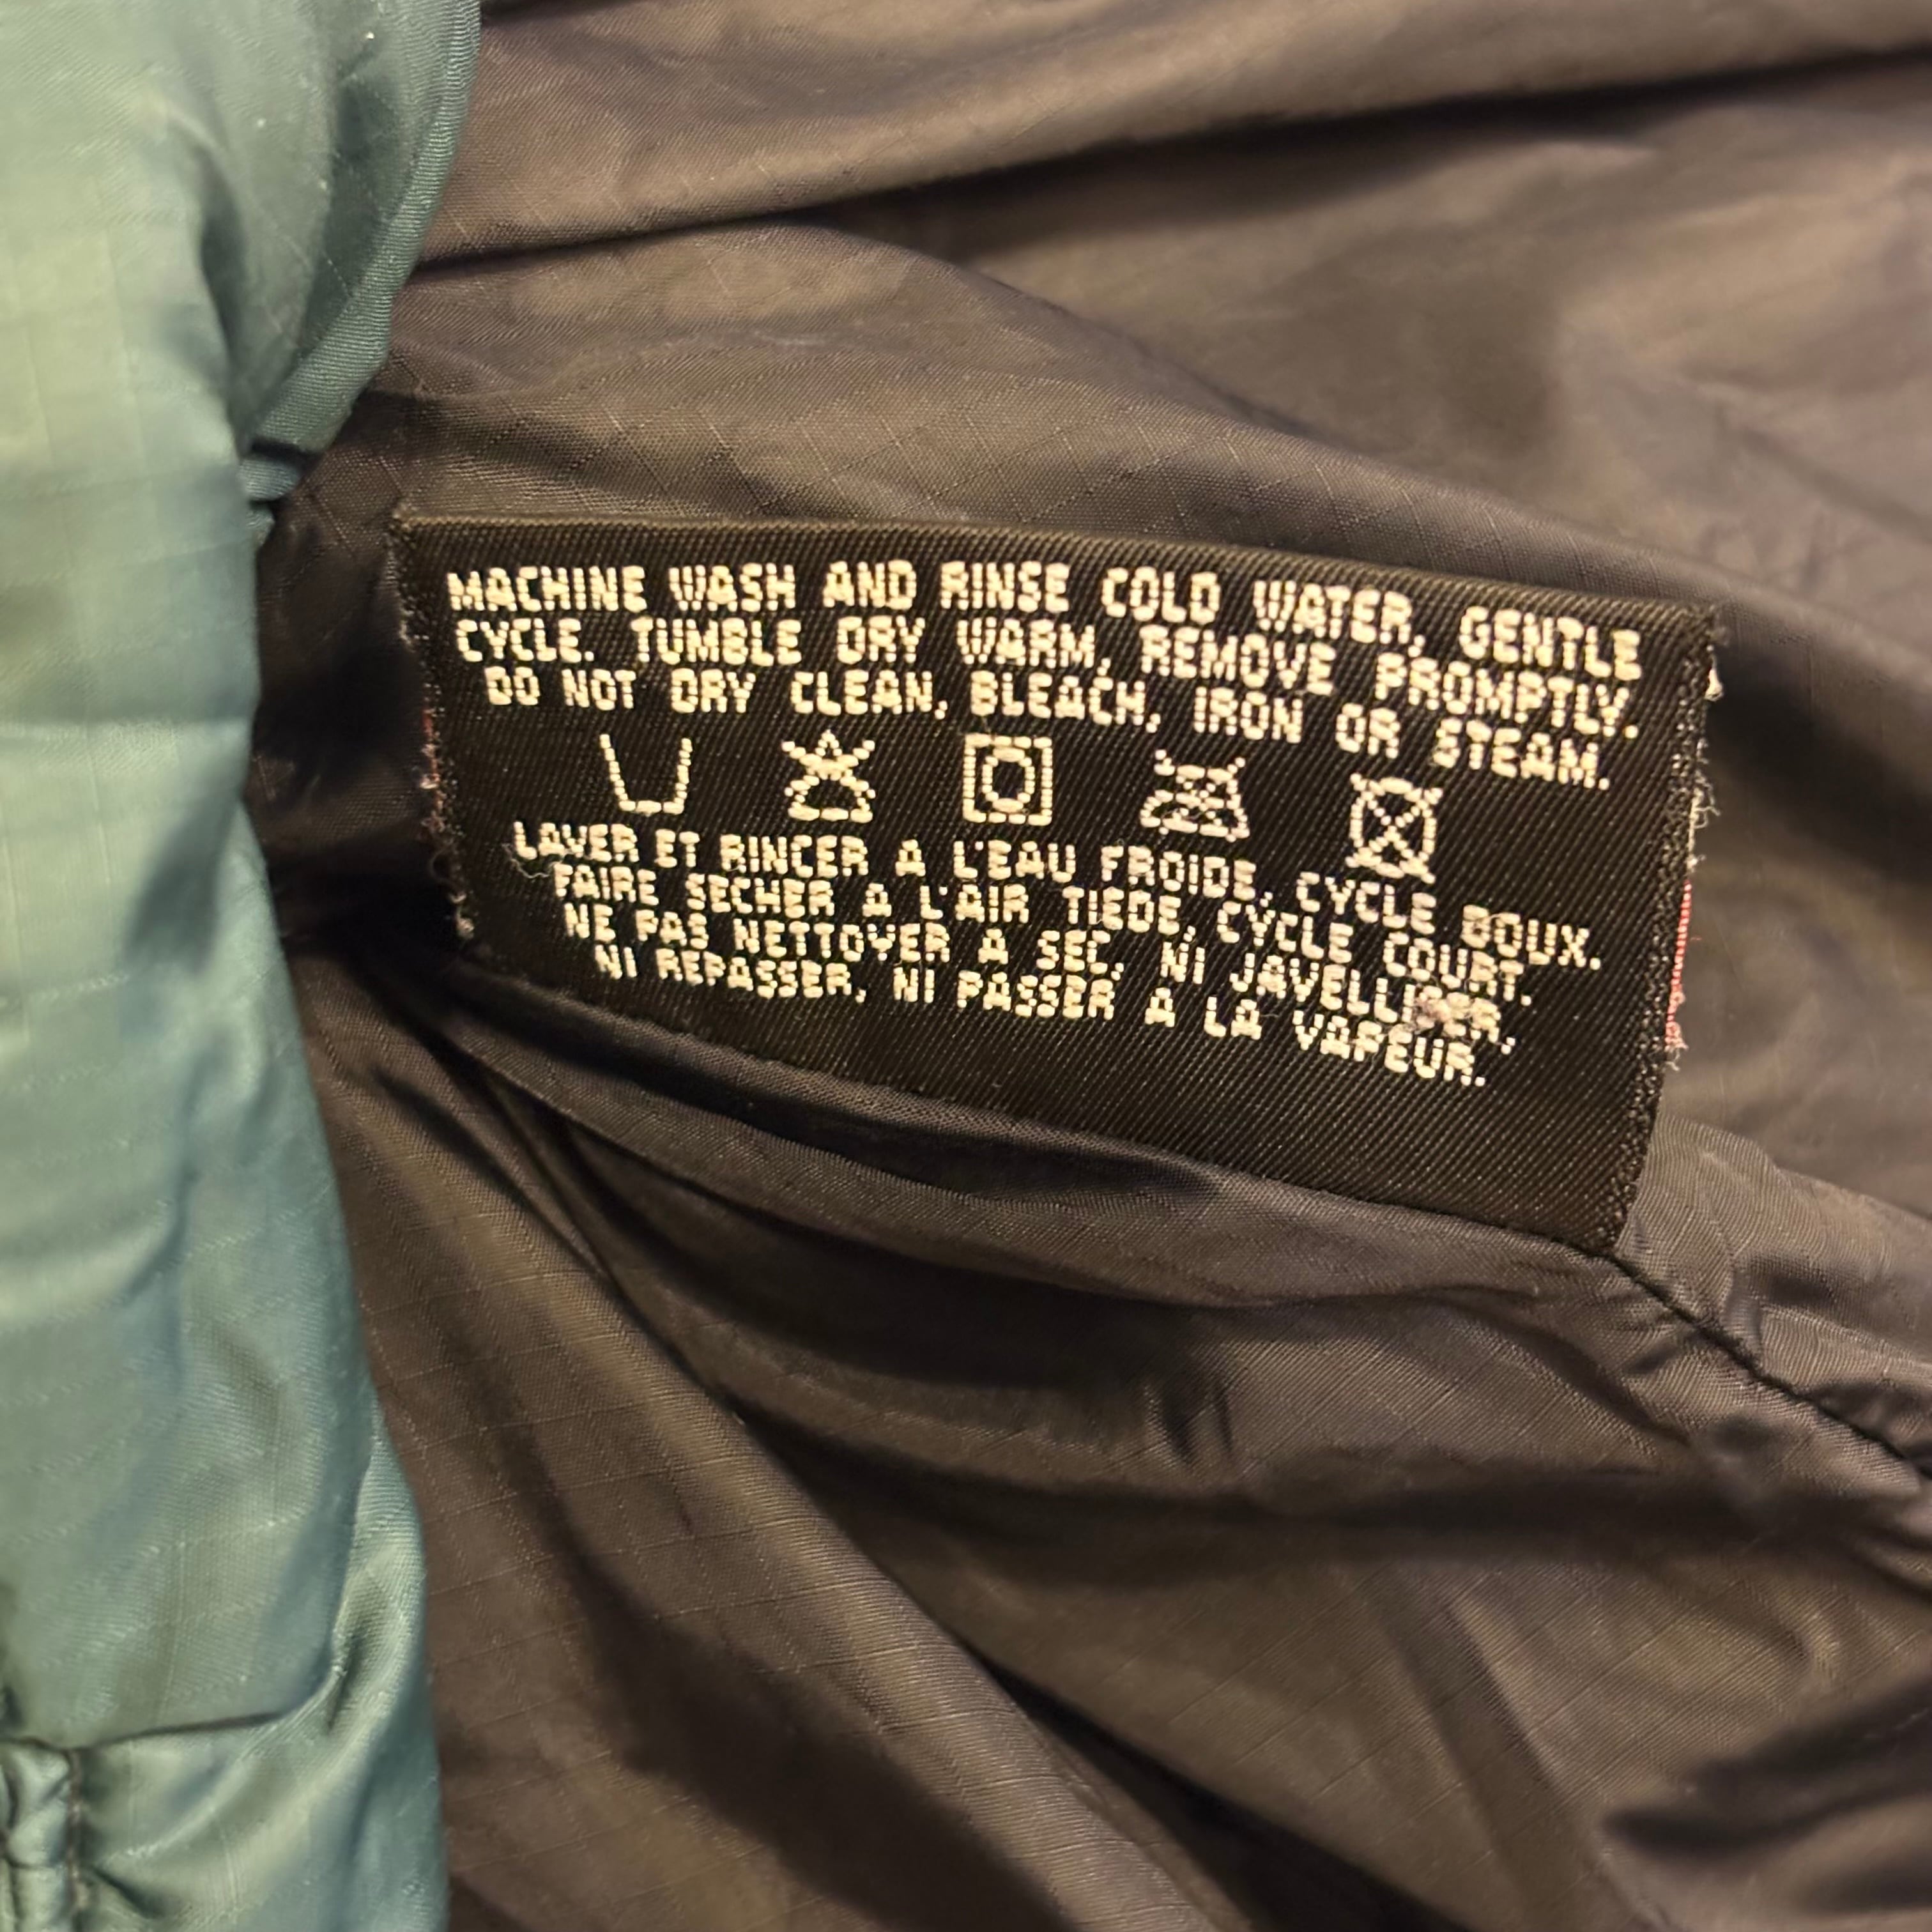 MACHINE WASH AND RINSE COLD WATER, GENTLE
CYCLE. TUMBLE DRY WARM, REMOVE PROMPTLY.
DO NOT DRY CLEAN, BLEACH, IRON OR STEAM.
LAVER ET RINCER A L'EAU FROIDE, CYCLE DOUX.
FAIRE SECHER A L'AIR TIEDE, CYCLE COURT.
NE PAS NETTOYER A SEC, NI JAVELLISER,
NI REPASSER, NI PASSER A LA VAPEUR.